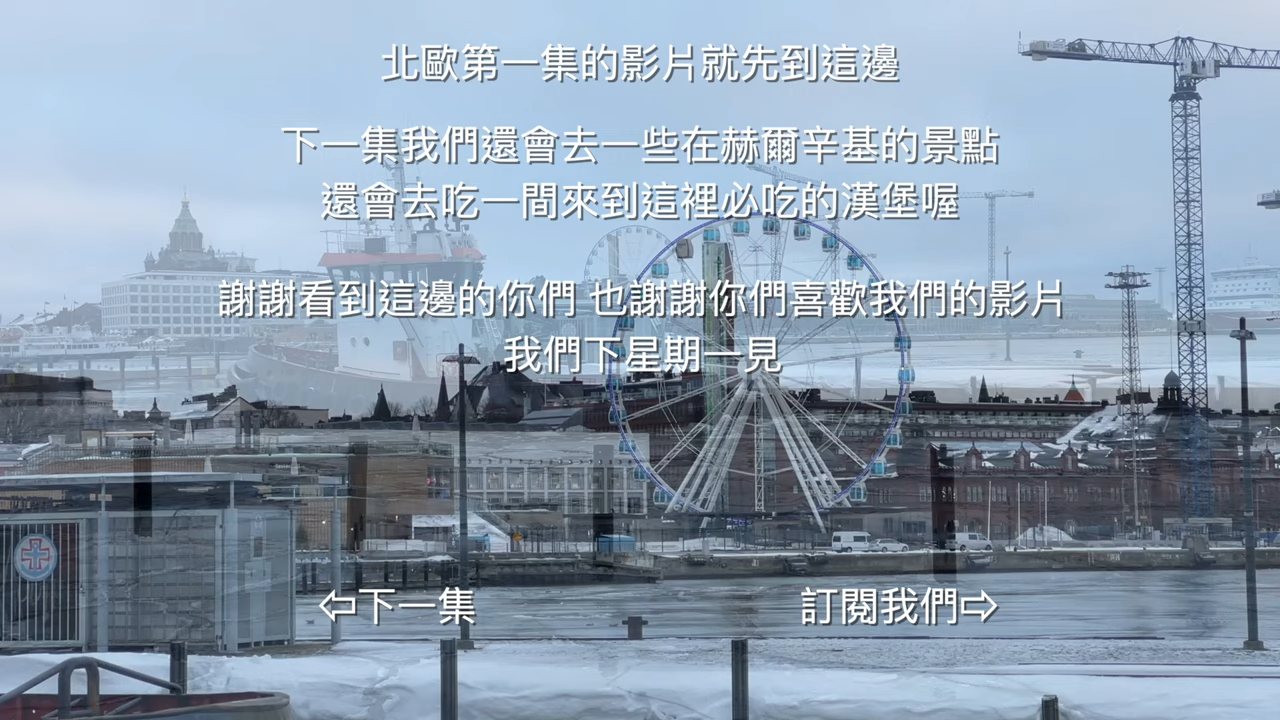 北歐第一集的影片就先到這邊
下一集我們還會去一些在赫爾辛基的景點
還會去吃一間來到這裡必吃的漢堡喔
謝謝看到這邊的你們 也謝謝你們喜歡我們的影片
我們下星期一見
⇦下一集
訂閱我們⇨